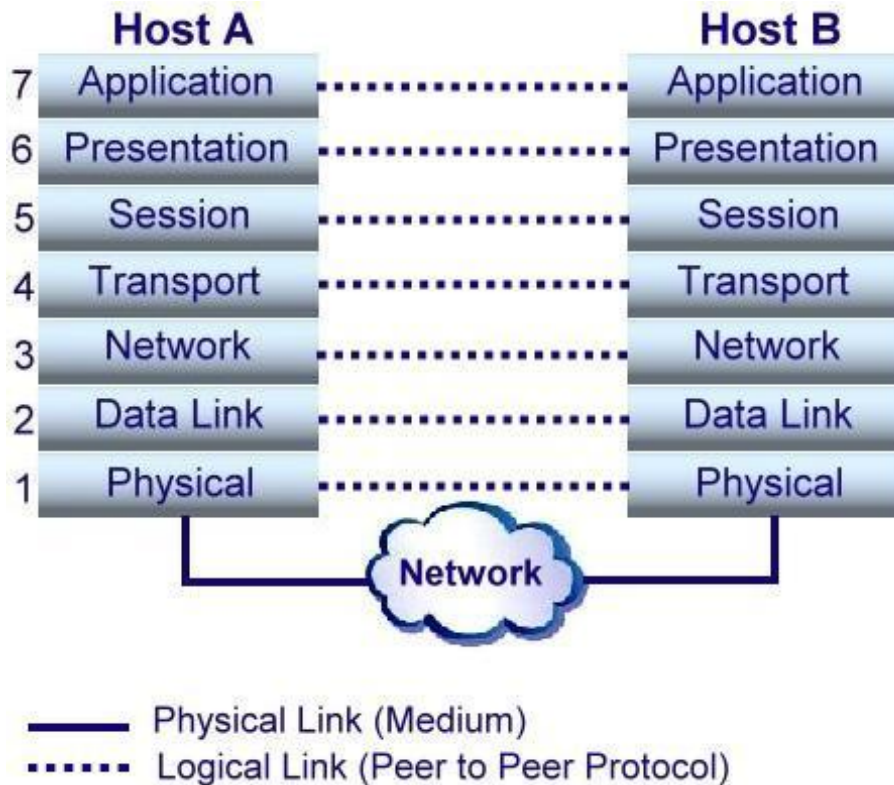 Host A Host B
7 Application Application
6 Presentation Presentation
5 Session Session
4 Transport Transport
3 Network Network
2 Data Link Data Link
1 Physical Physical
Network
Physical Link (Medium)
Logical Link (Peer to Peer Protocol)